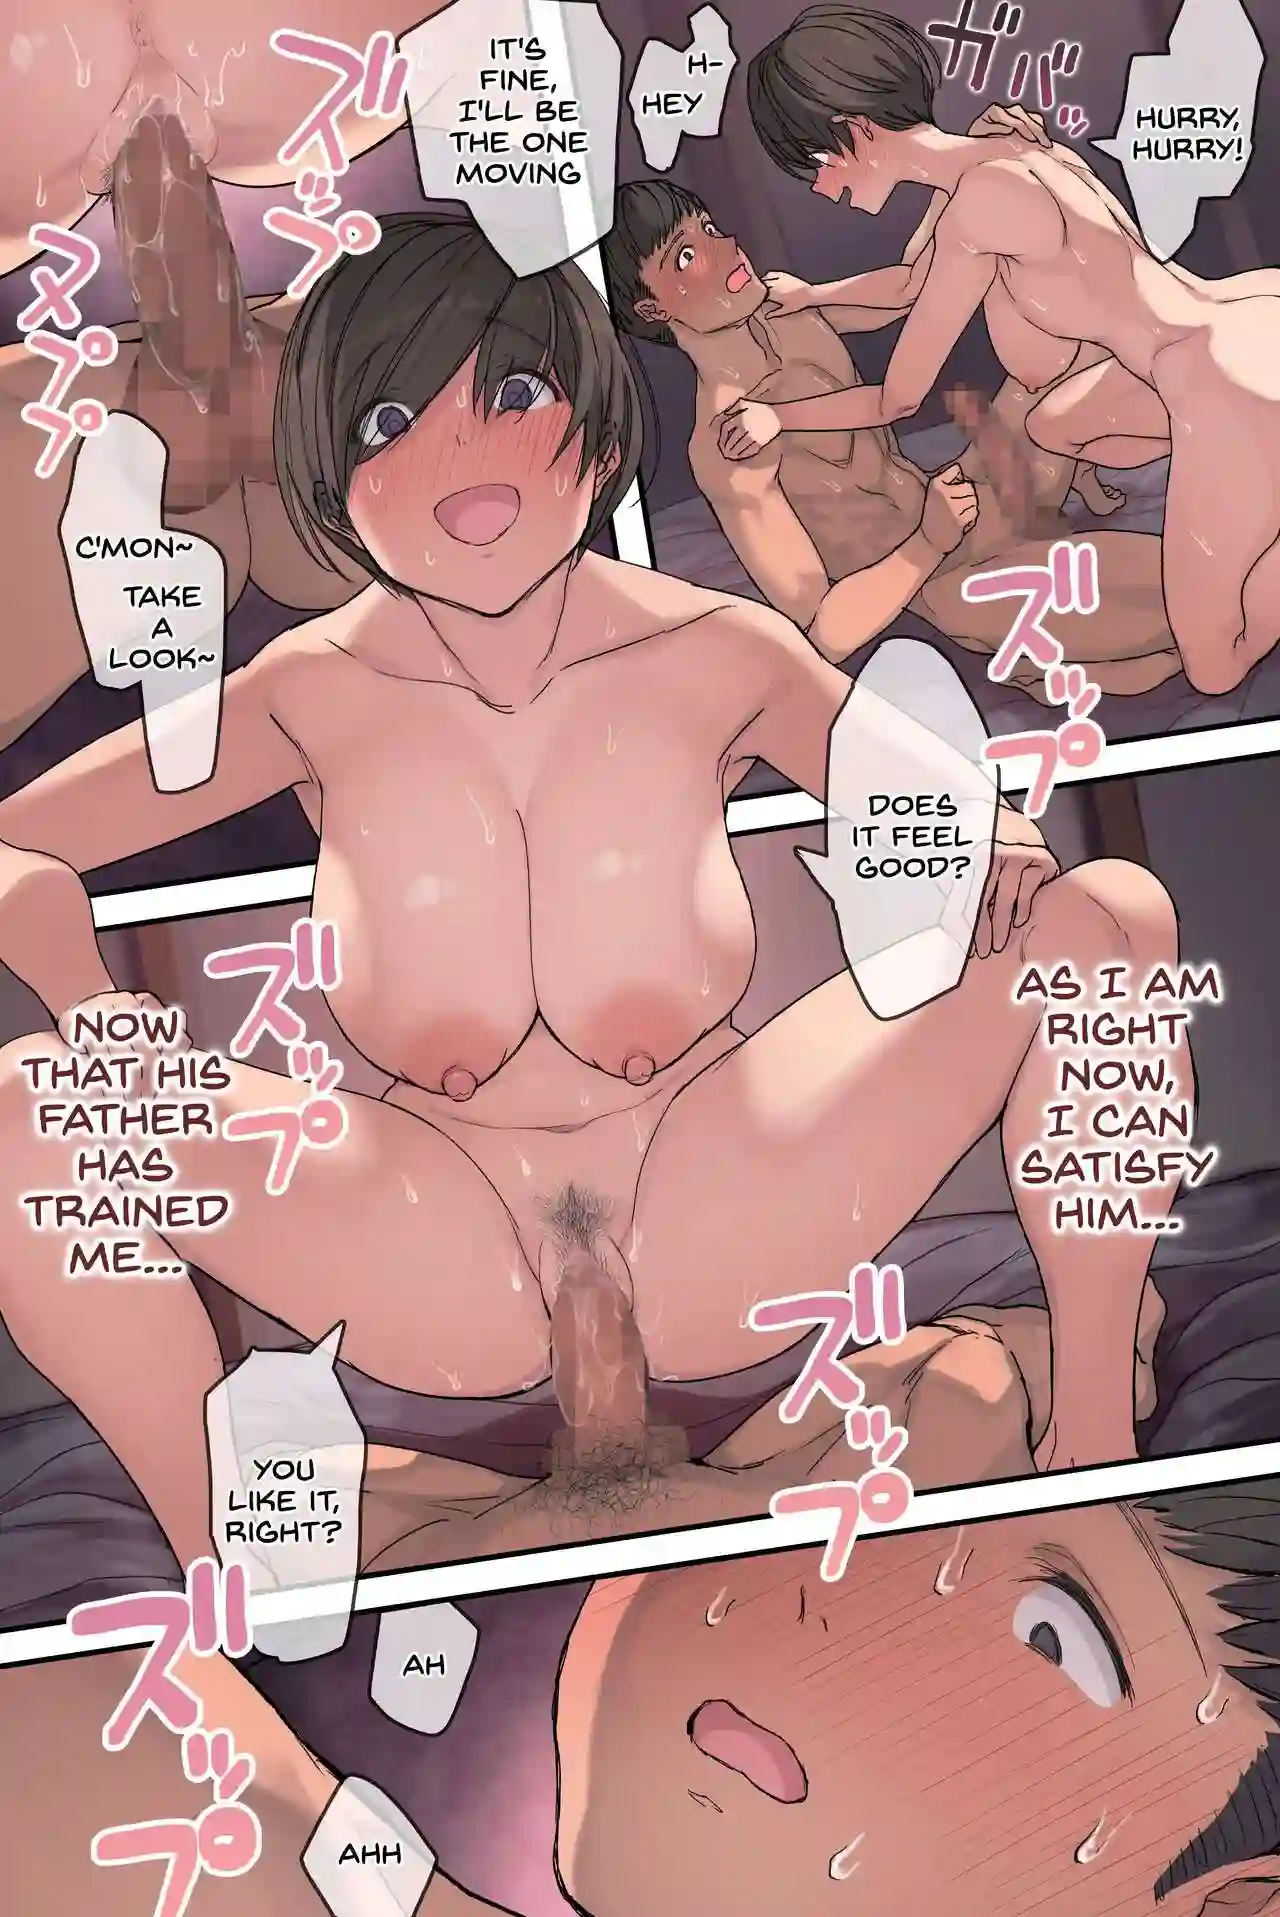 HURRY,
HURRY!
ガバッ
H-
HEY
IT'S
FINE,
I'LL BE
THE ONE
MOVING
ズッ
プ
ヌプ
プ
C'MON~
TAKE
A
LOOK~
ズッ
プ
DOES
IT FEEL
GOOD?
AS I AM
RIGHT
NOW,
I CAN
SATISFY
HIM...
ズッ
プ
NOW
THAT HIS
FATHER
HAS
TRAINED
ME...
ズッ
プ
YOU
LIKE IT,
RIGHT?
ズッ
プ
AH
AHH